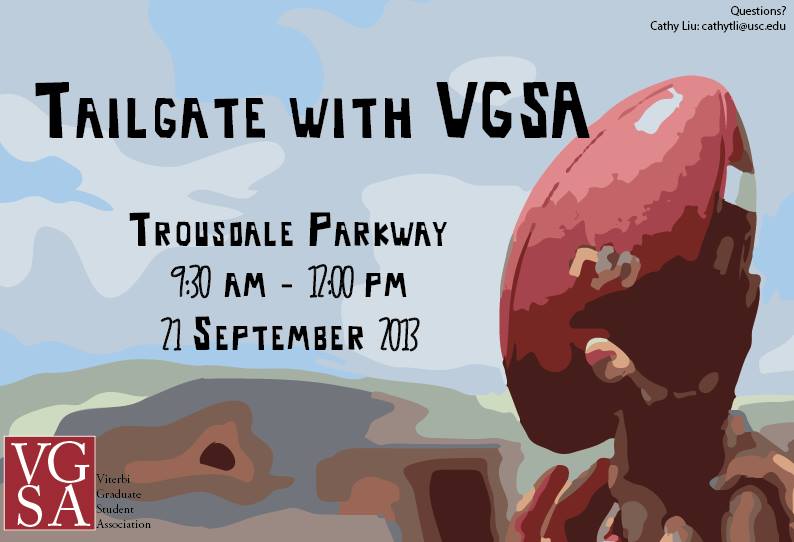 Questions?
Cathy Liu: cathytli@usc.edu
TAILGATE WITH VGSA
TROUSDALE PARKWAY
9:30 AM - 12:00 PM
21 SEPTEMBER 2013
VG
SA
Viterbi
Graduate
Student
Association